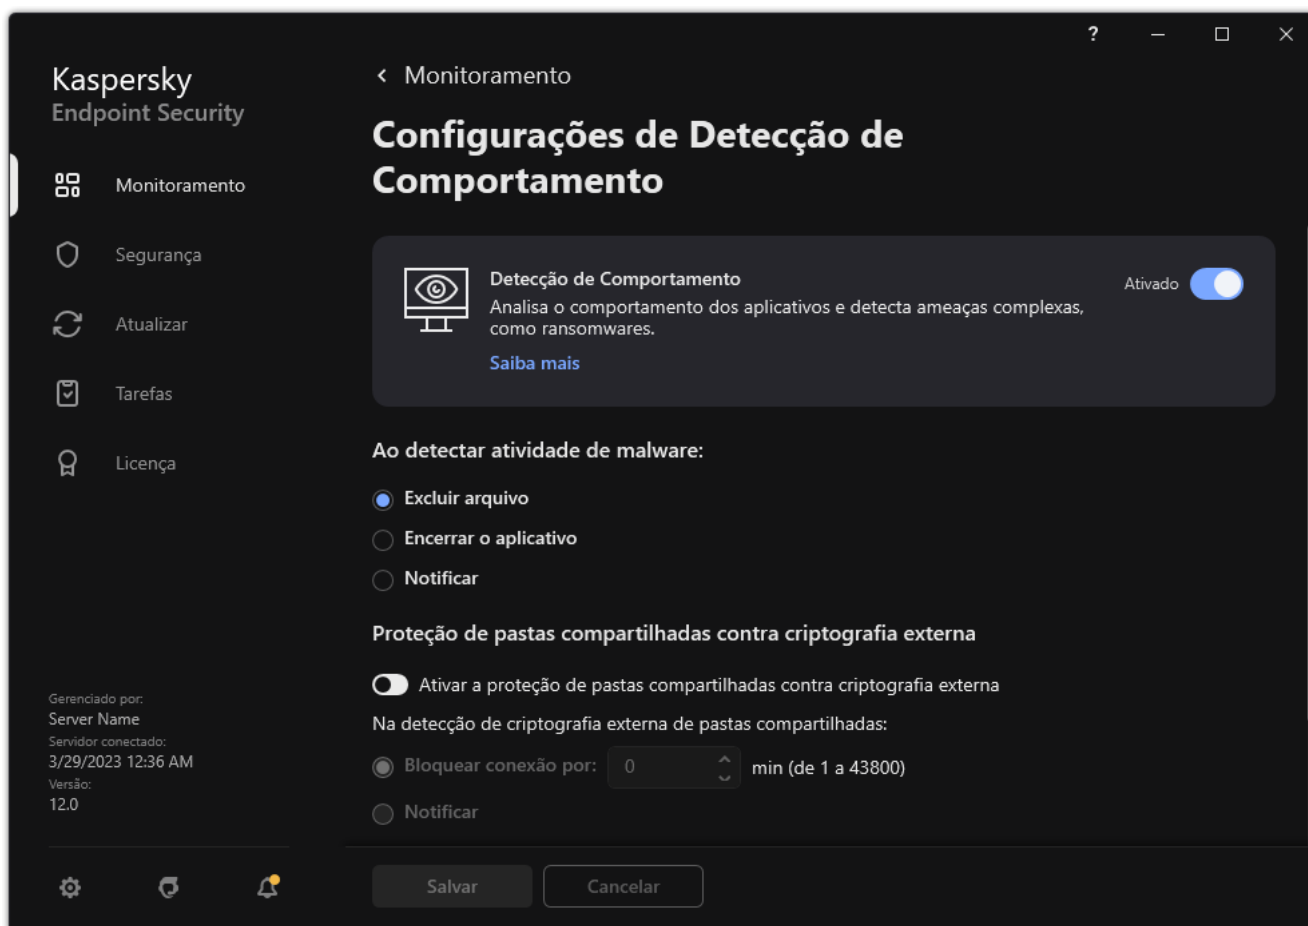 ?
Kaspersky
Endpoint Security
Monitoramento
Segurança
Atualizar
Tarefas
Licença
Gerenciado por:
Server Name
Servidor conectado:
3/29/2023 12:36 AM
Versão:
12.0
Monitoramento
Configurações de Detecção de
Comportamento
Detecção de Comportamento
Analisa o comportamento dos aplicativos e detecta ameaças complexas,
como ransomwares.
Saiba mais
Ativado
Ao detectar atividade de malware:
Excluir arquivo
Encerrar o aplicativo
Notificar
Proteção de pastas compartilhadas contra criptografia externa
Ativar a proteção de pastas compartilhadas contra criptografia externa
Na detecção de criptografia externa de pastas compartilhadas:
Bloquear conexão por: 0 min (de 1 a 43800)
Notificar
Salvar Cancelar